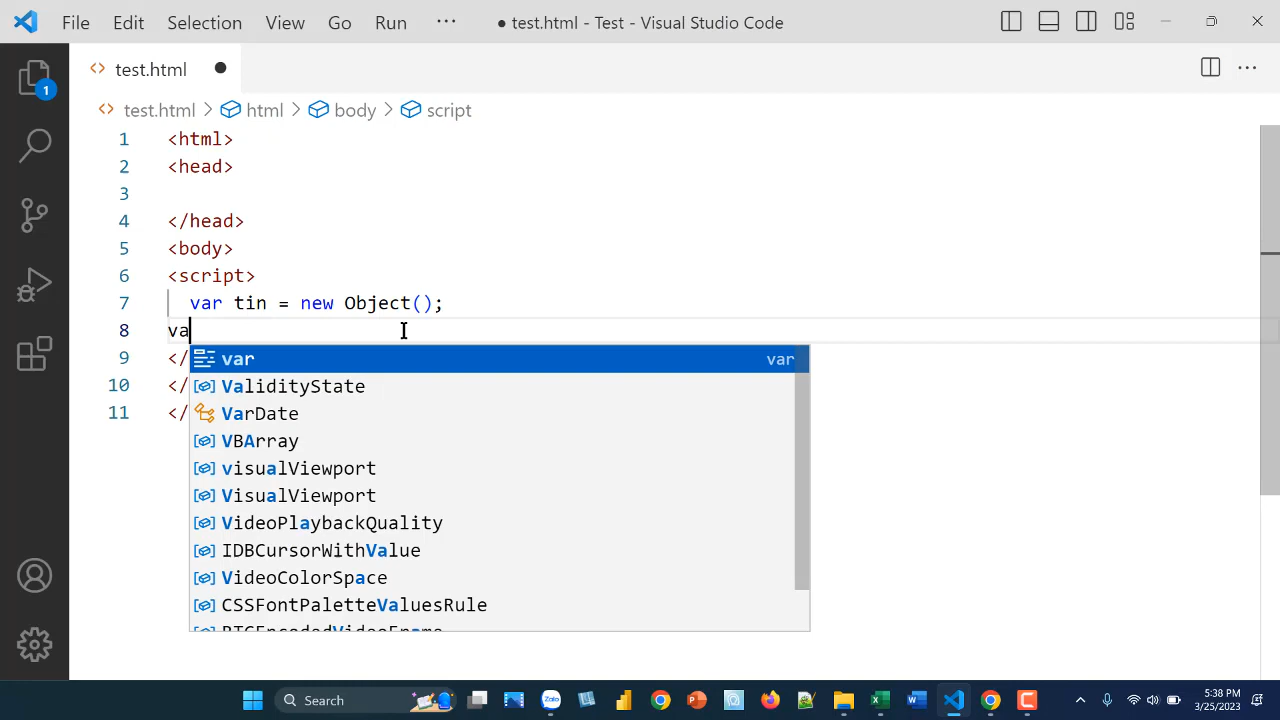 File Edit Selection View Go Run ··· ● test.html - Test - Visual Studio Code
<> test.html ●
1
<> test.html > html > body > script
1 <html>
2 <head>
3
4 </head>
5 <body>
6 <script>
7 var tin = new Object();
8 va
9 </
10 </
11 </
var var
ValidityState
VarDate
VBArray
visualViewport
VisualViewport
VideoPlaybackQuality
IDBCursorWithValue
VideoColorSpace
CSSFontPaletteValuesRule
Search
Zalo
5:38 PM
3/25/2023